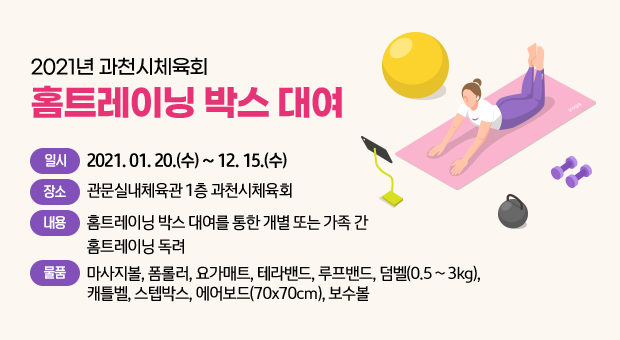 2021년 과천시체육회
홈트레이닝 박스 대여
일시 2021. 01. 20.(수) ~ 12. 15.(수)
장소 관문실내체육관 1층 과천시체육회
내용 홈트레이닝 박스 대여를 통한 개별 또는 가족 간
홈트레이닝 독려
물품 마사지볼, 폼롤러, 요가매트, 테라밴드, 루프밴드, 덤벨(0.5 ~ 3kg),
캐틀벨, 스텝박스, 에어보드(70x70cm), 보수볼